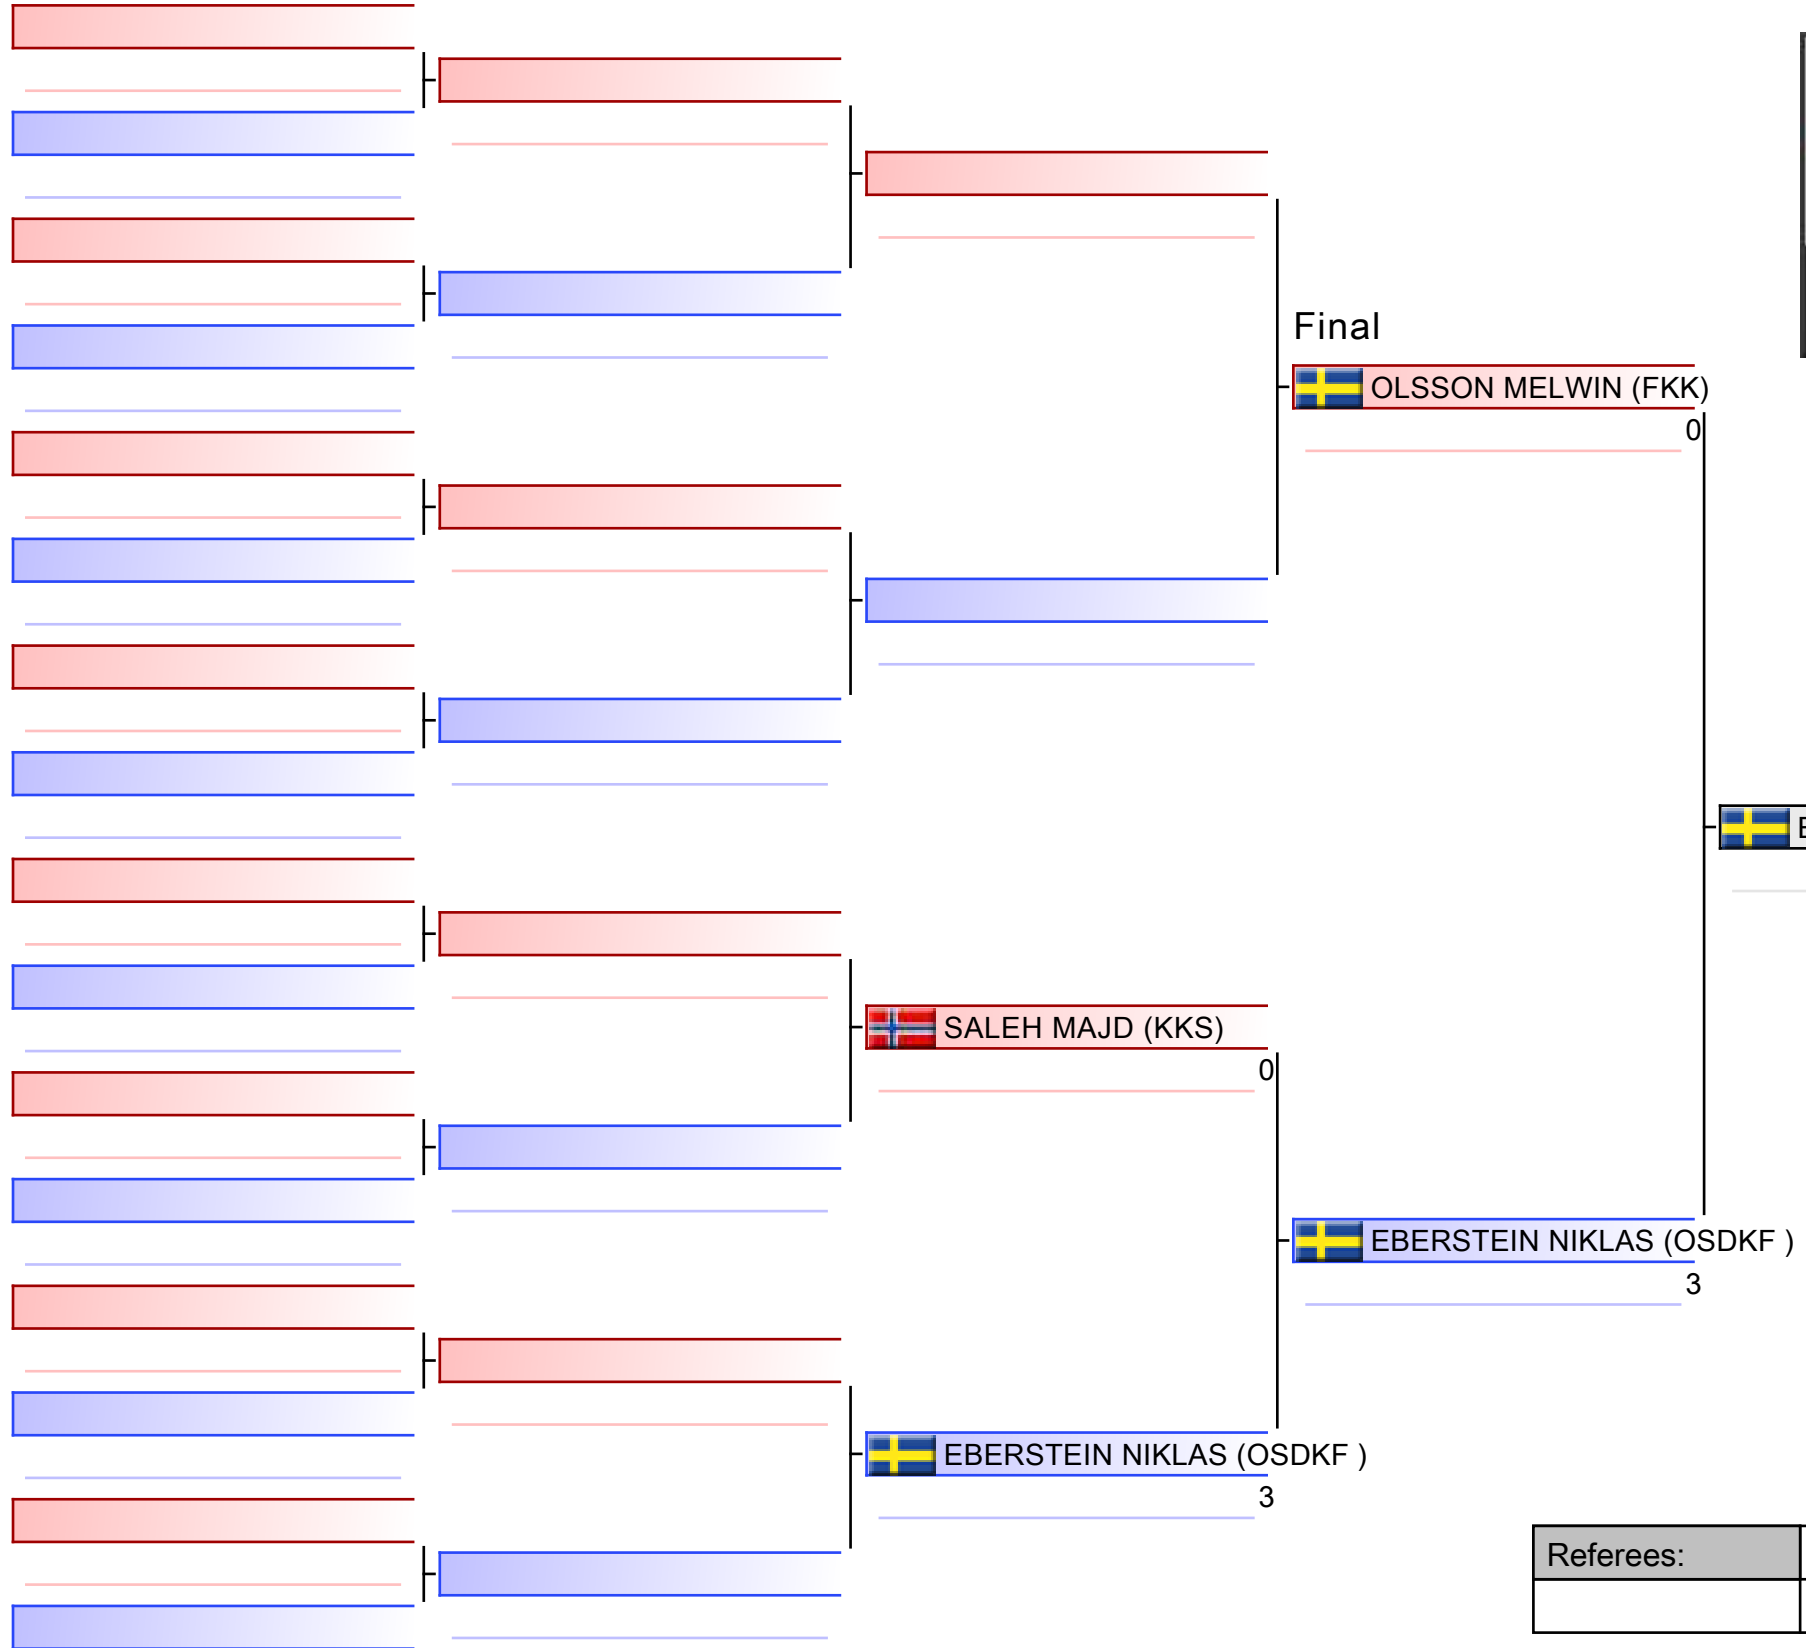 Final
OLSSON MELWIN (FKK)
0
E
SALEH MAJD (KKS)
0
EBERSTEIN NIKLAS (OSDKF )
3
EBERSTEIN NIKLAS (OSDKF )
3
Referees: